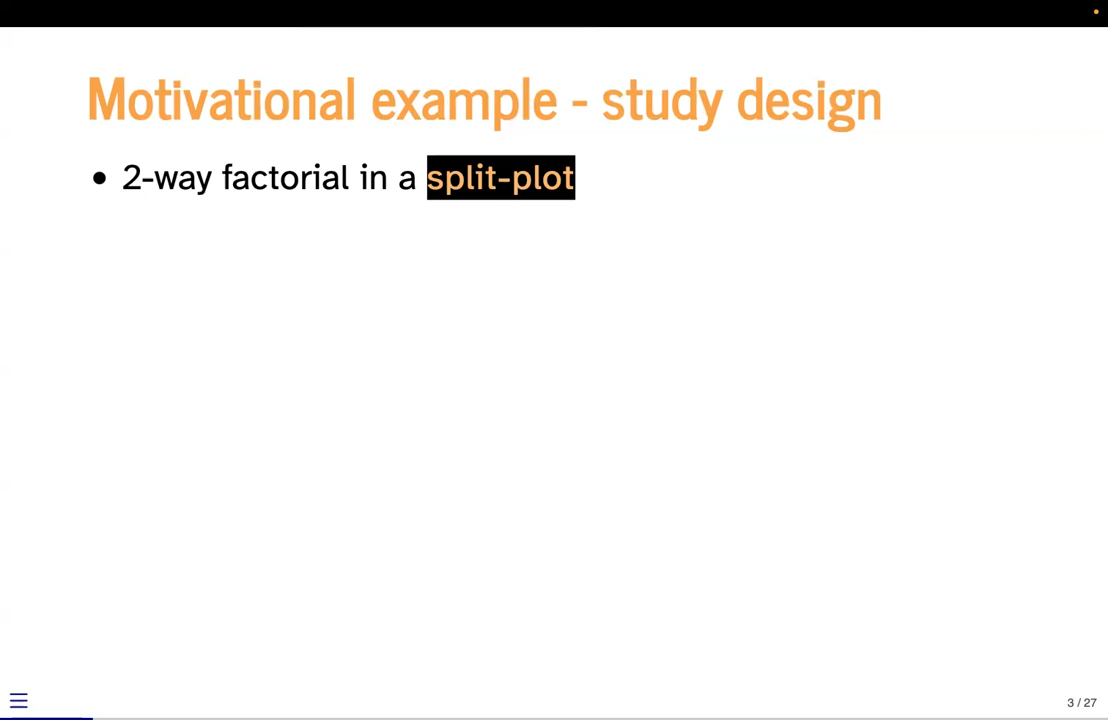 Motivational example - study design
• 2-way factorial in a split-plot
3 / 27